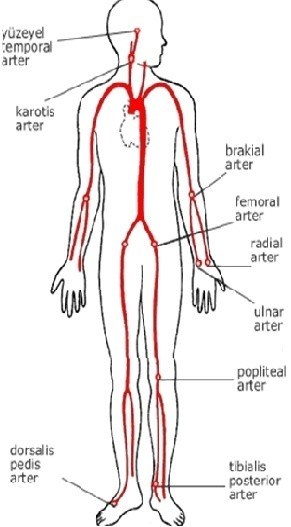 yüzeyel
temporal
arter
karotis
arter
brakial
arter
femoral
arter
radial
arter
ulnar
arter
popliteal
arter
dorsalis
pedis
arter
tibialis
posterior
arter